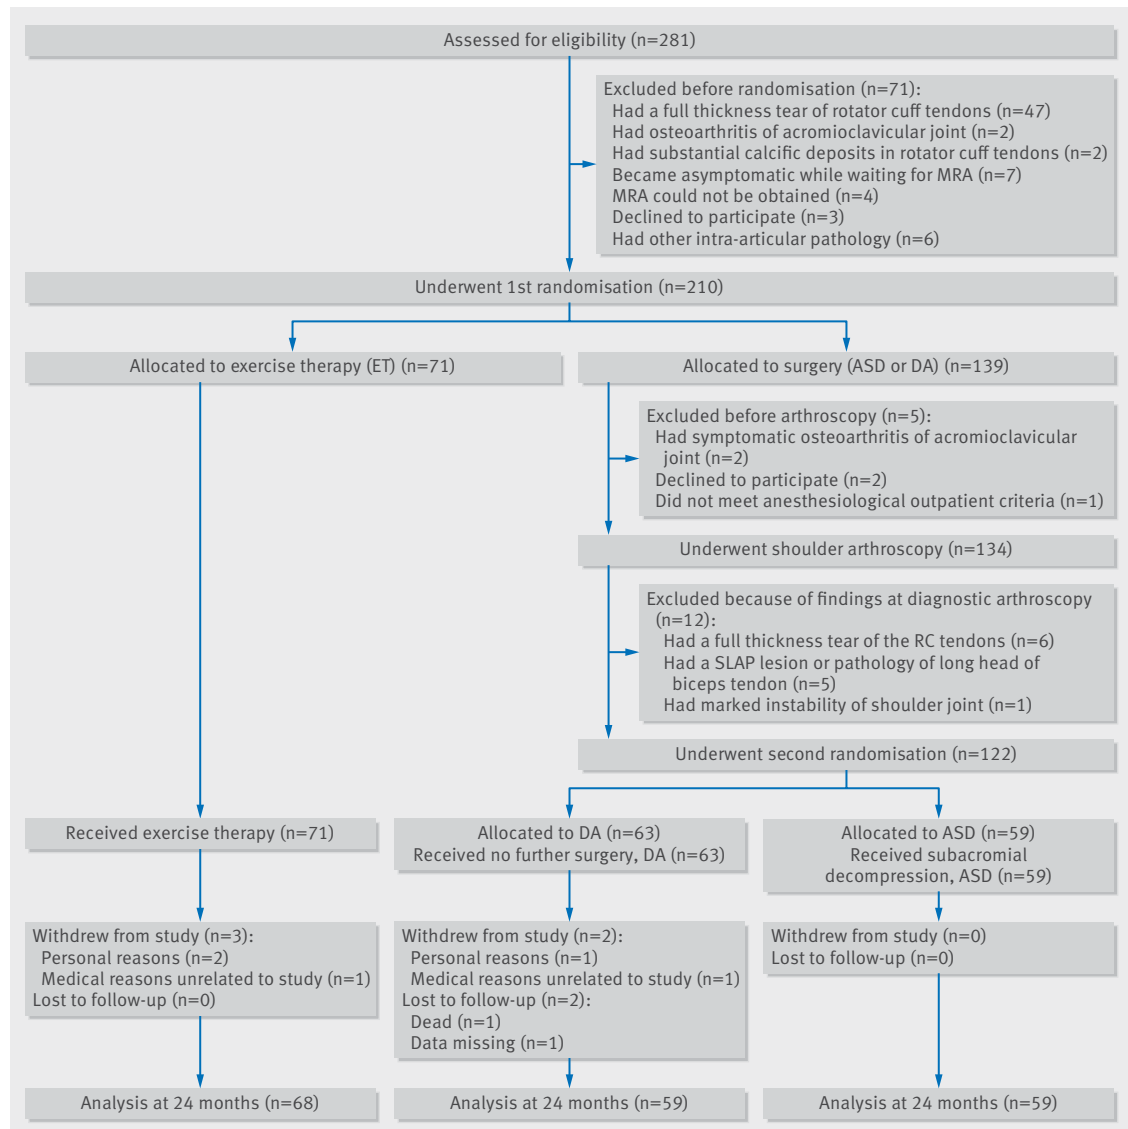 Assessed for eligibility (n=281)
Excluded before randomisation (n=71):
Had a full thickness tear of rotator cuff tendons (n=47)
Had osteoarthritis of acromioclavicular joint (n=2)
Had substantial calcific deposits in rotator cuff tendons (n=2)
Became asymptomatic while waiting for MRA (n=7)
MRA could not be obtained (n=4)
Declined to participate (n=3)
Had other intra-articular pathology (n=6)
Underwent 1st randomisation (n=210)
Allocated to exercise therapy (ET) (n=71)
Allocated to surgery (ASD or DA) (n=139)
Excluded before arthroscopy (n=5):
Had symptomatic osteoarthritis of acromioclavicular
joint (n=2)
Declined to participate (n=2)
Did not meet anesthesiological outpatient criteria (n=1)
Underwent shoulder arthroscopy (n=134)
Excluded because of findings at diagnostic arthroscopy
(n=12):
Had a full thickness tear of the RC tendons (n=6)
Had a SLAP lesion or pathology of long head of
biceps tendon (n=5)
Had marked instability of shoulder joint (n=1)
Underwent second randomisation (n=122)
Received exercise therapy (n=71)
Allocated to DA (n=63)
Received no further surgery, DA (n=63)
Allocated to ASD (n=59)
Received subacromial
decompression, ASD (n=59)
Withdrew from study (n=3):
Personal reasons (n=2)
Medical reasons unrelated to study (n=1)
Lost to follow-up (n=0)
Withdrew from study (n=2):
Personal reasons (n=1)
Medical reasons unrelated to study (n=1)
Lost to follow-up (n=2):
Dead (n=1)
Data missing (n=1)
Withdrew from study (n=0)
Lost to follow-up (n=0)
Analysis at 24 months (n=68)
Analysis at 24 months (n=59)
Analysis at 24 months (n=59)